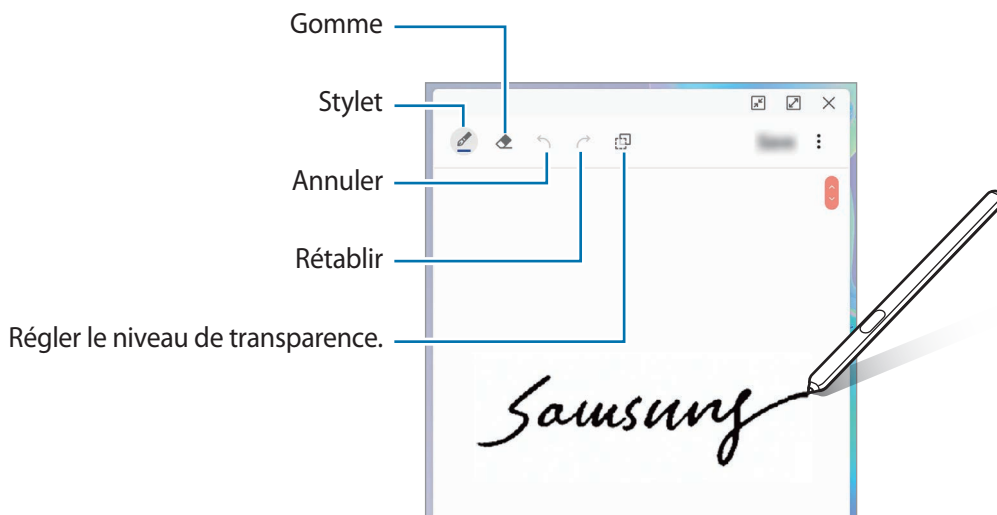 Gomme
Stylet
Annuler
Rétablir
Régler le niveau de transparence.
Samsung